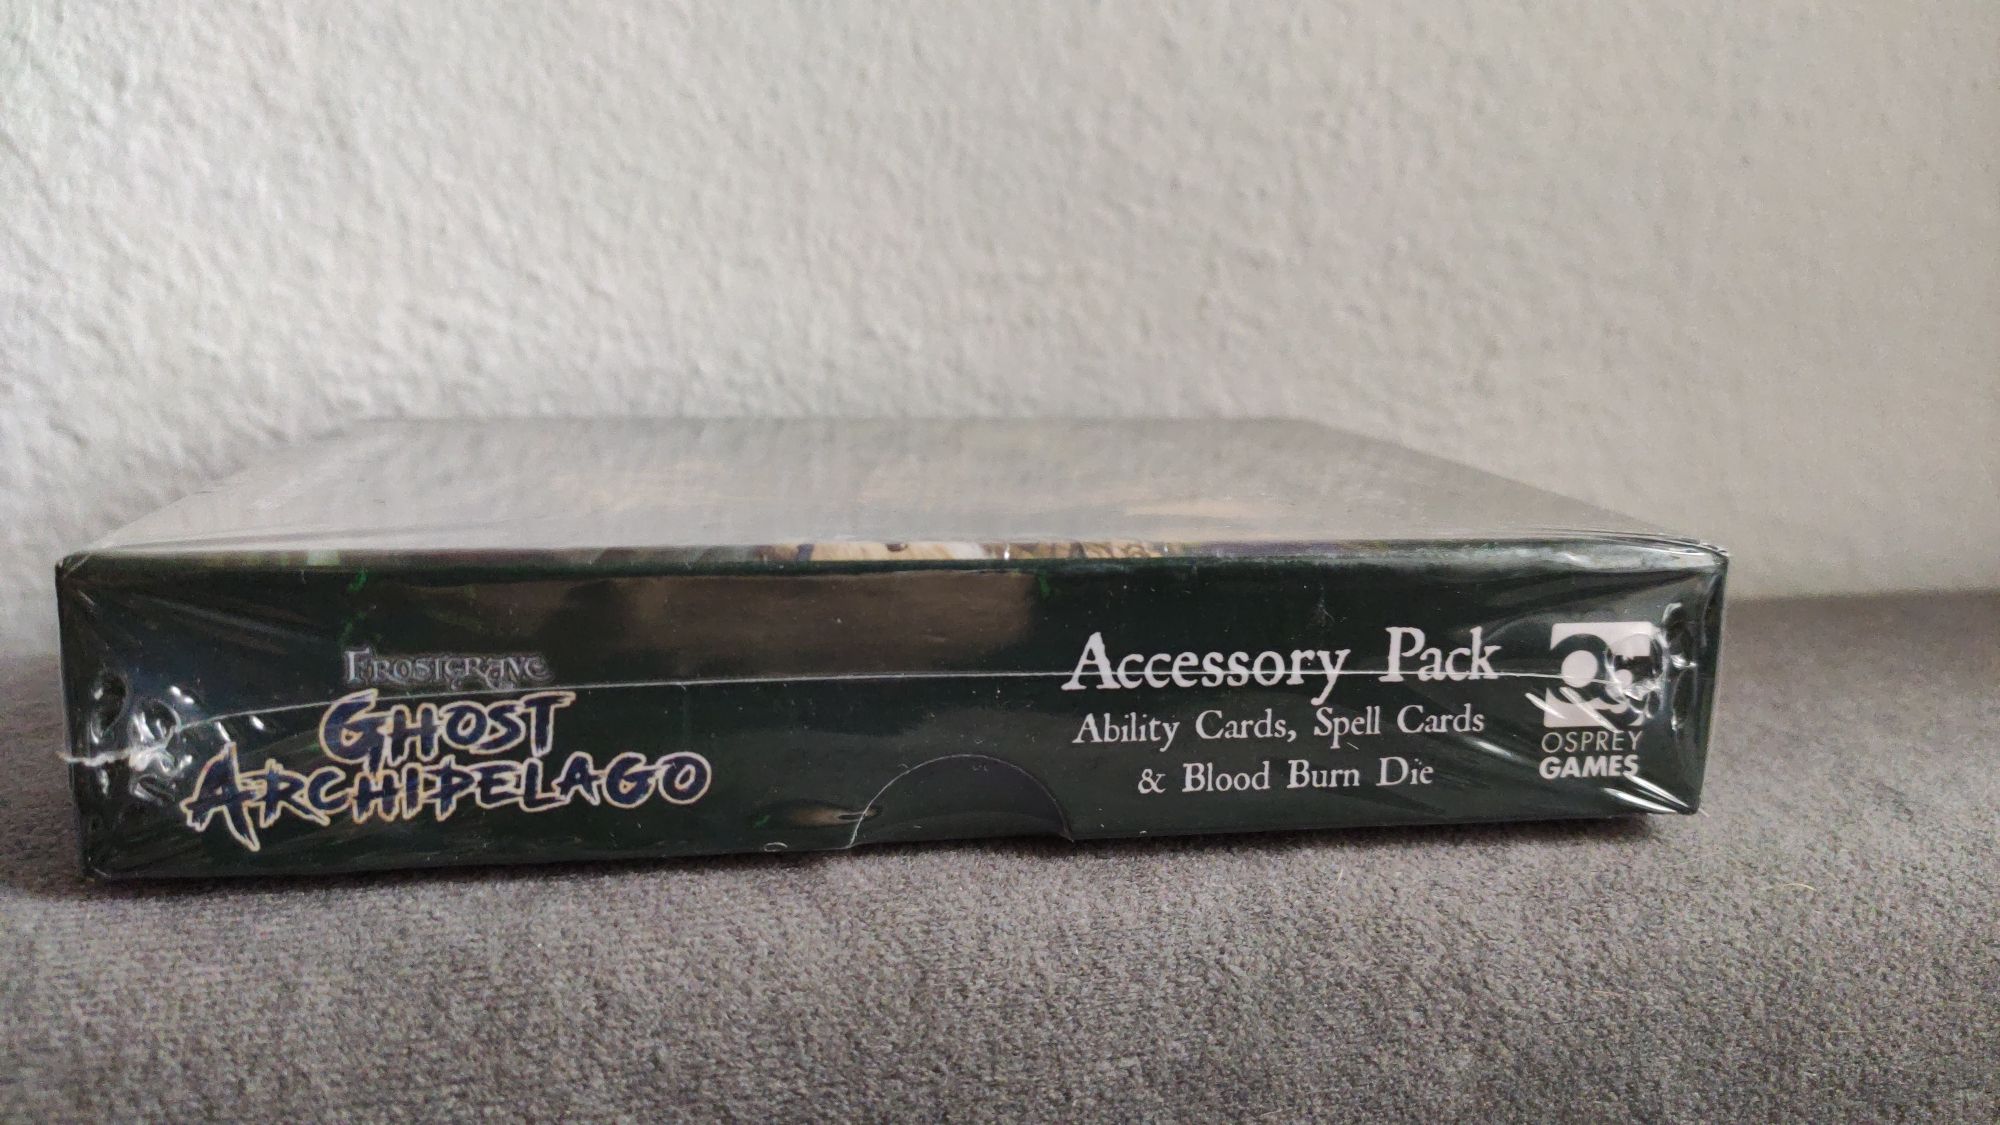 FROSTGRAVE
GHOST
ARCHIPELAGO
Accessory Pack
Ability Cards, Spell Cards
& Blood Burn Die
OSPREY
GAMES